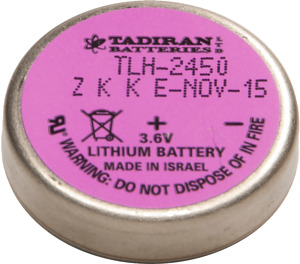 TADIRAN
BATTERIES LTD
TLH-2450
Z K K E-NOV-15
+ -
3.6V
LITHIUM BATTERY
MADE IN ISRAEL
WARNING: DO NOT DISPOSE OF IN FIRE